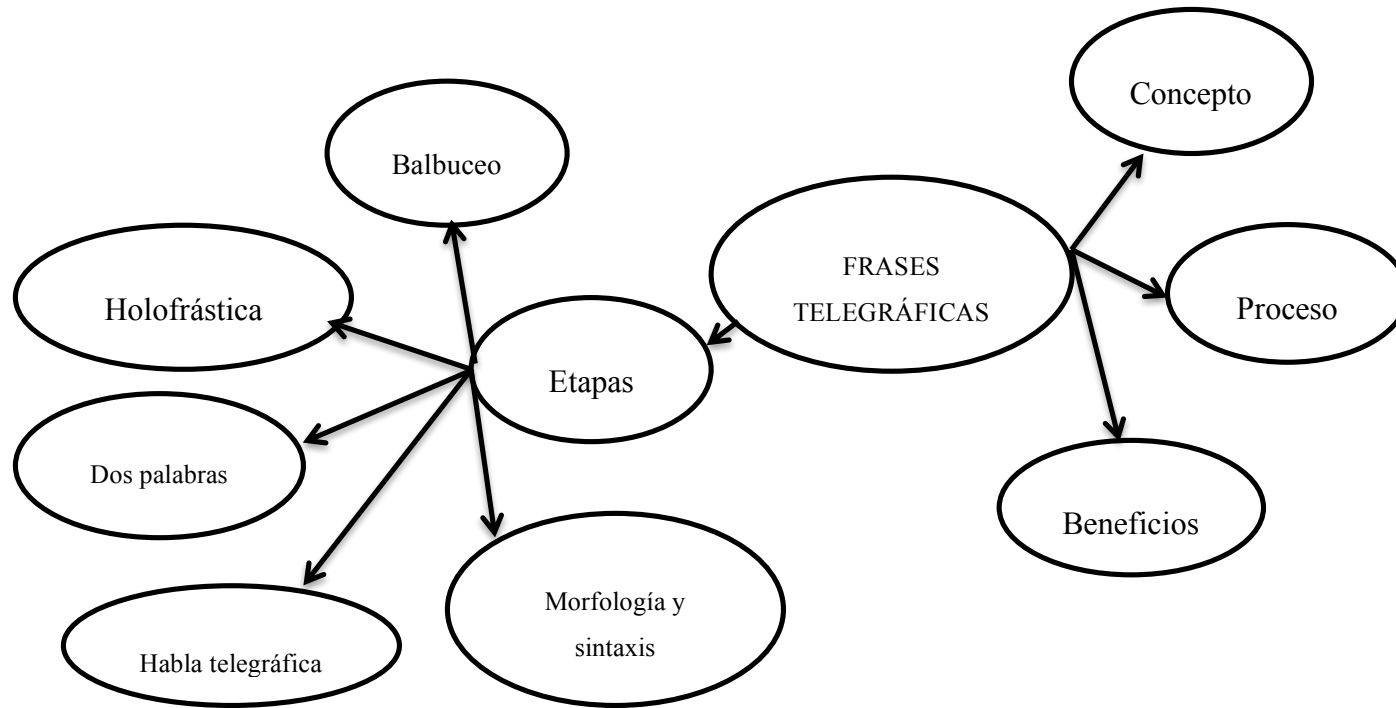 Concepto
Balbuceo
FRASES
TELEGRÁFICAS
Holofrástica
Proceso
Etapas
Dos palabras
Beneficios
Morfología y
sintaxis
Habla telegráfica